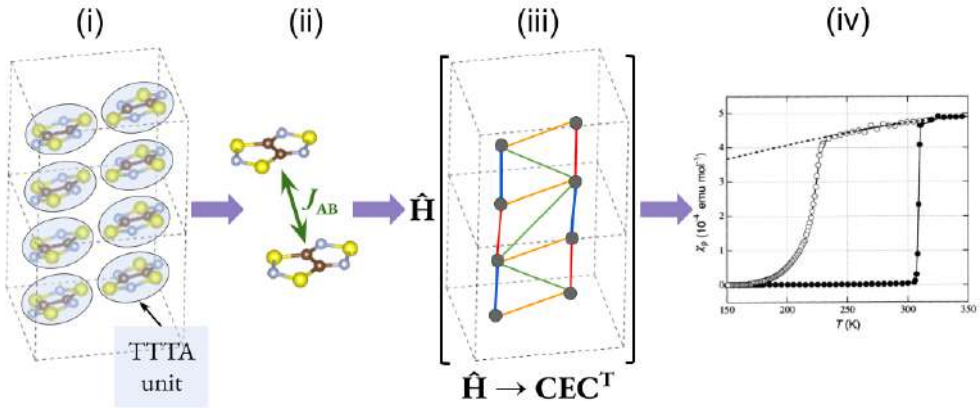 (i)
(ii)
(iii)
(iv)
TTTA
unit
J_AB
Ĥ
Ĥ → CEC^T
5
4
3
2
1
0
χ_p (10^-4 emu mol^-1)
150
200
250
300
350
T (K)